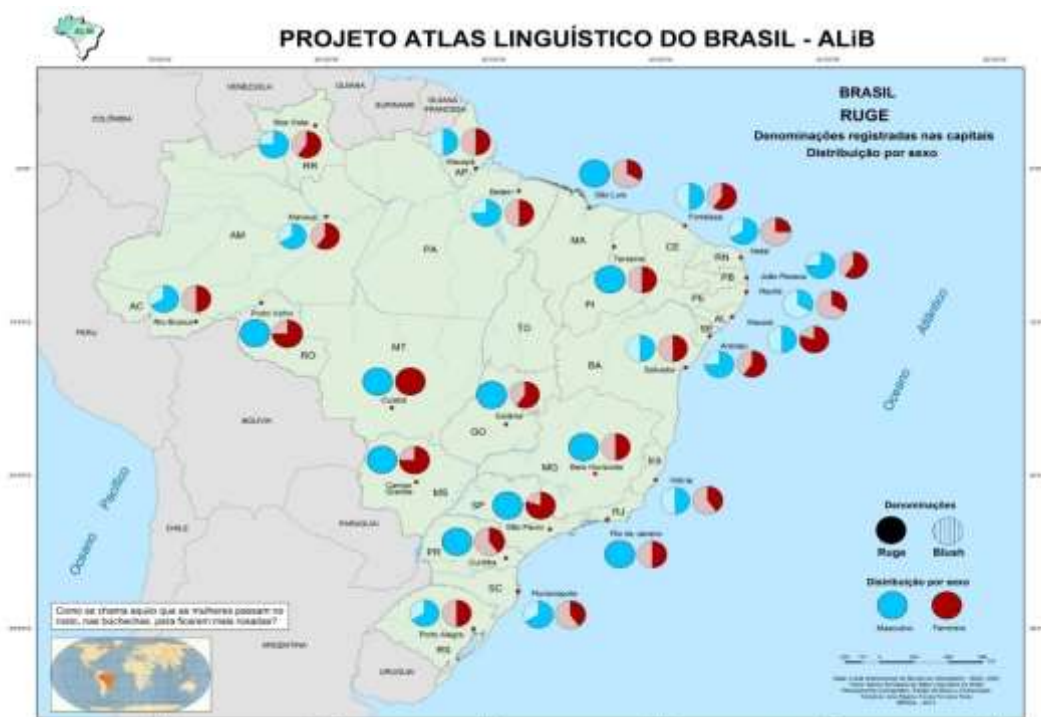 ALiB
PROJETO ATLAS LINGUÍSTICO DO BRASIL - ALiB
BRASIL
RUGE
Denominações registradas nas capitais
Distribuição por sexo
VENEZUELA
GUIANA
SURINAME
GUIANA
FRANCESA
COLÔMBIA
Boa Vista
RR
Macapá
AP
Belém
São Luís
Fortaleza
Manaus
AM
PA
MA
CE
Natal
RN
Teresina
João Pessoa
PB
Recife
PE
PI
AC
Rio Branco
Porto Velho
AL
Maceió
SE
Aracaju
PERU
RO
MT
TO
BA
Salvador
Oceano Atlântico
Cuiabá
Goiânia
GO
BOLÍVIA
MG
Belo Horizonte
ES
Vitória
Campo
Grande
MS
SP
São Paulo
RJ
Rio de Janeiro
PARAGUAI
CHILE
Oceano Pacífico
PR
Curitiba
SC
Florianópolis
Porto Alegre
RS
ARGENTINA
URUGUAI
Denominações
Ruge
Blush
Distribuição por sexo
Masculino
Feminino
Como se chama aquilo que as mulheres passam no
rosto, nas bochechas, para ficarem mais rosadas?